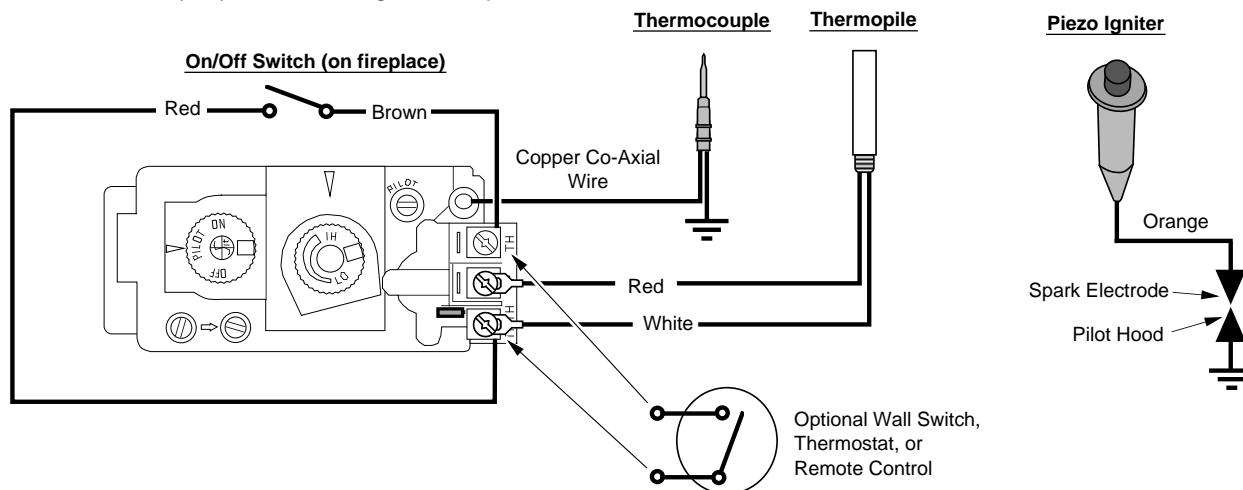 Thermocouple
Thermopile
Piezo Igniter
On/Off Switch (on fireplace)
Red
Brown
Copper Co-Axial
Wire
PILOT
ON
PILOT
OFF
HI
LO
TH
Orange
Red
White
Spark Electrode
Pilot Hood
Optional Wall Switch,
Thermostat, or
Remote Control